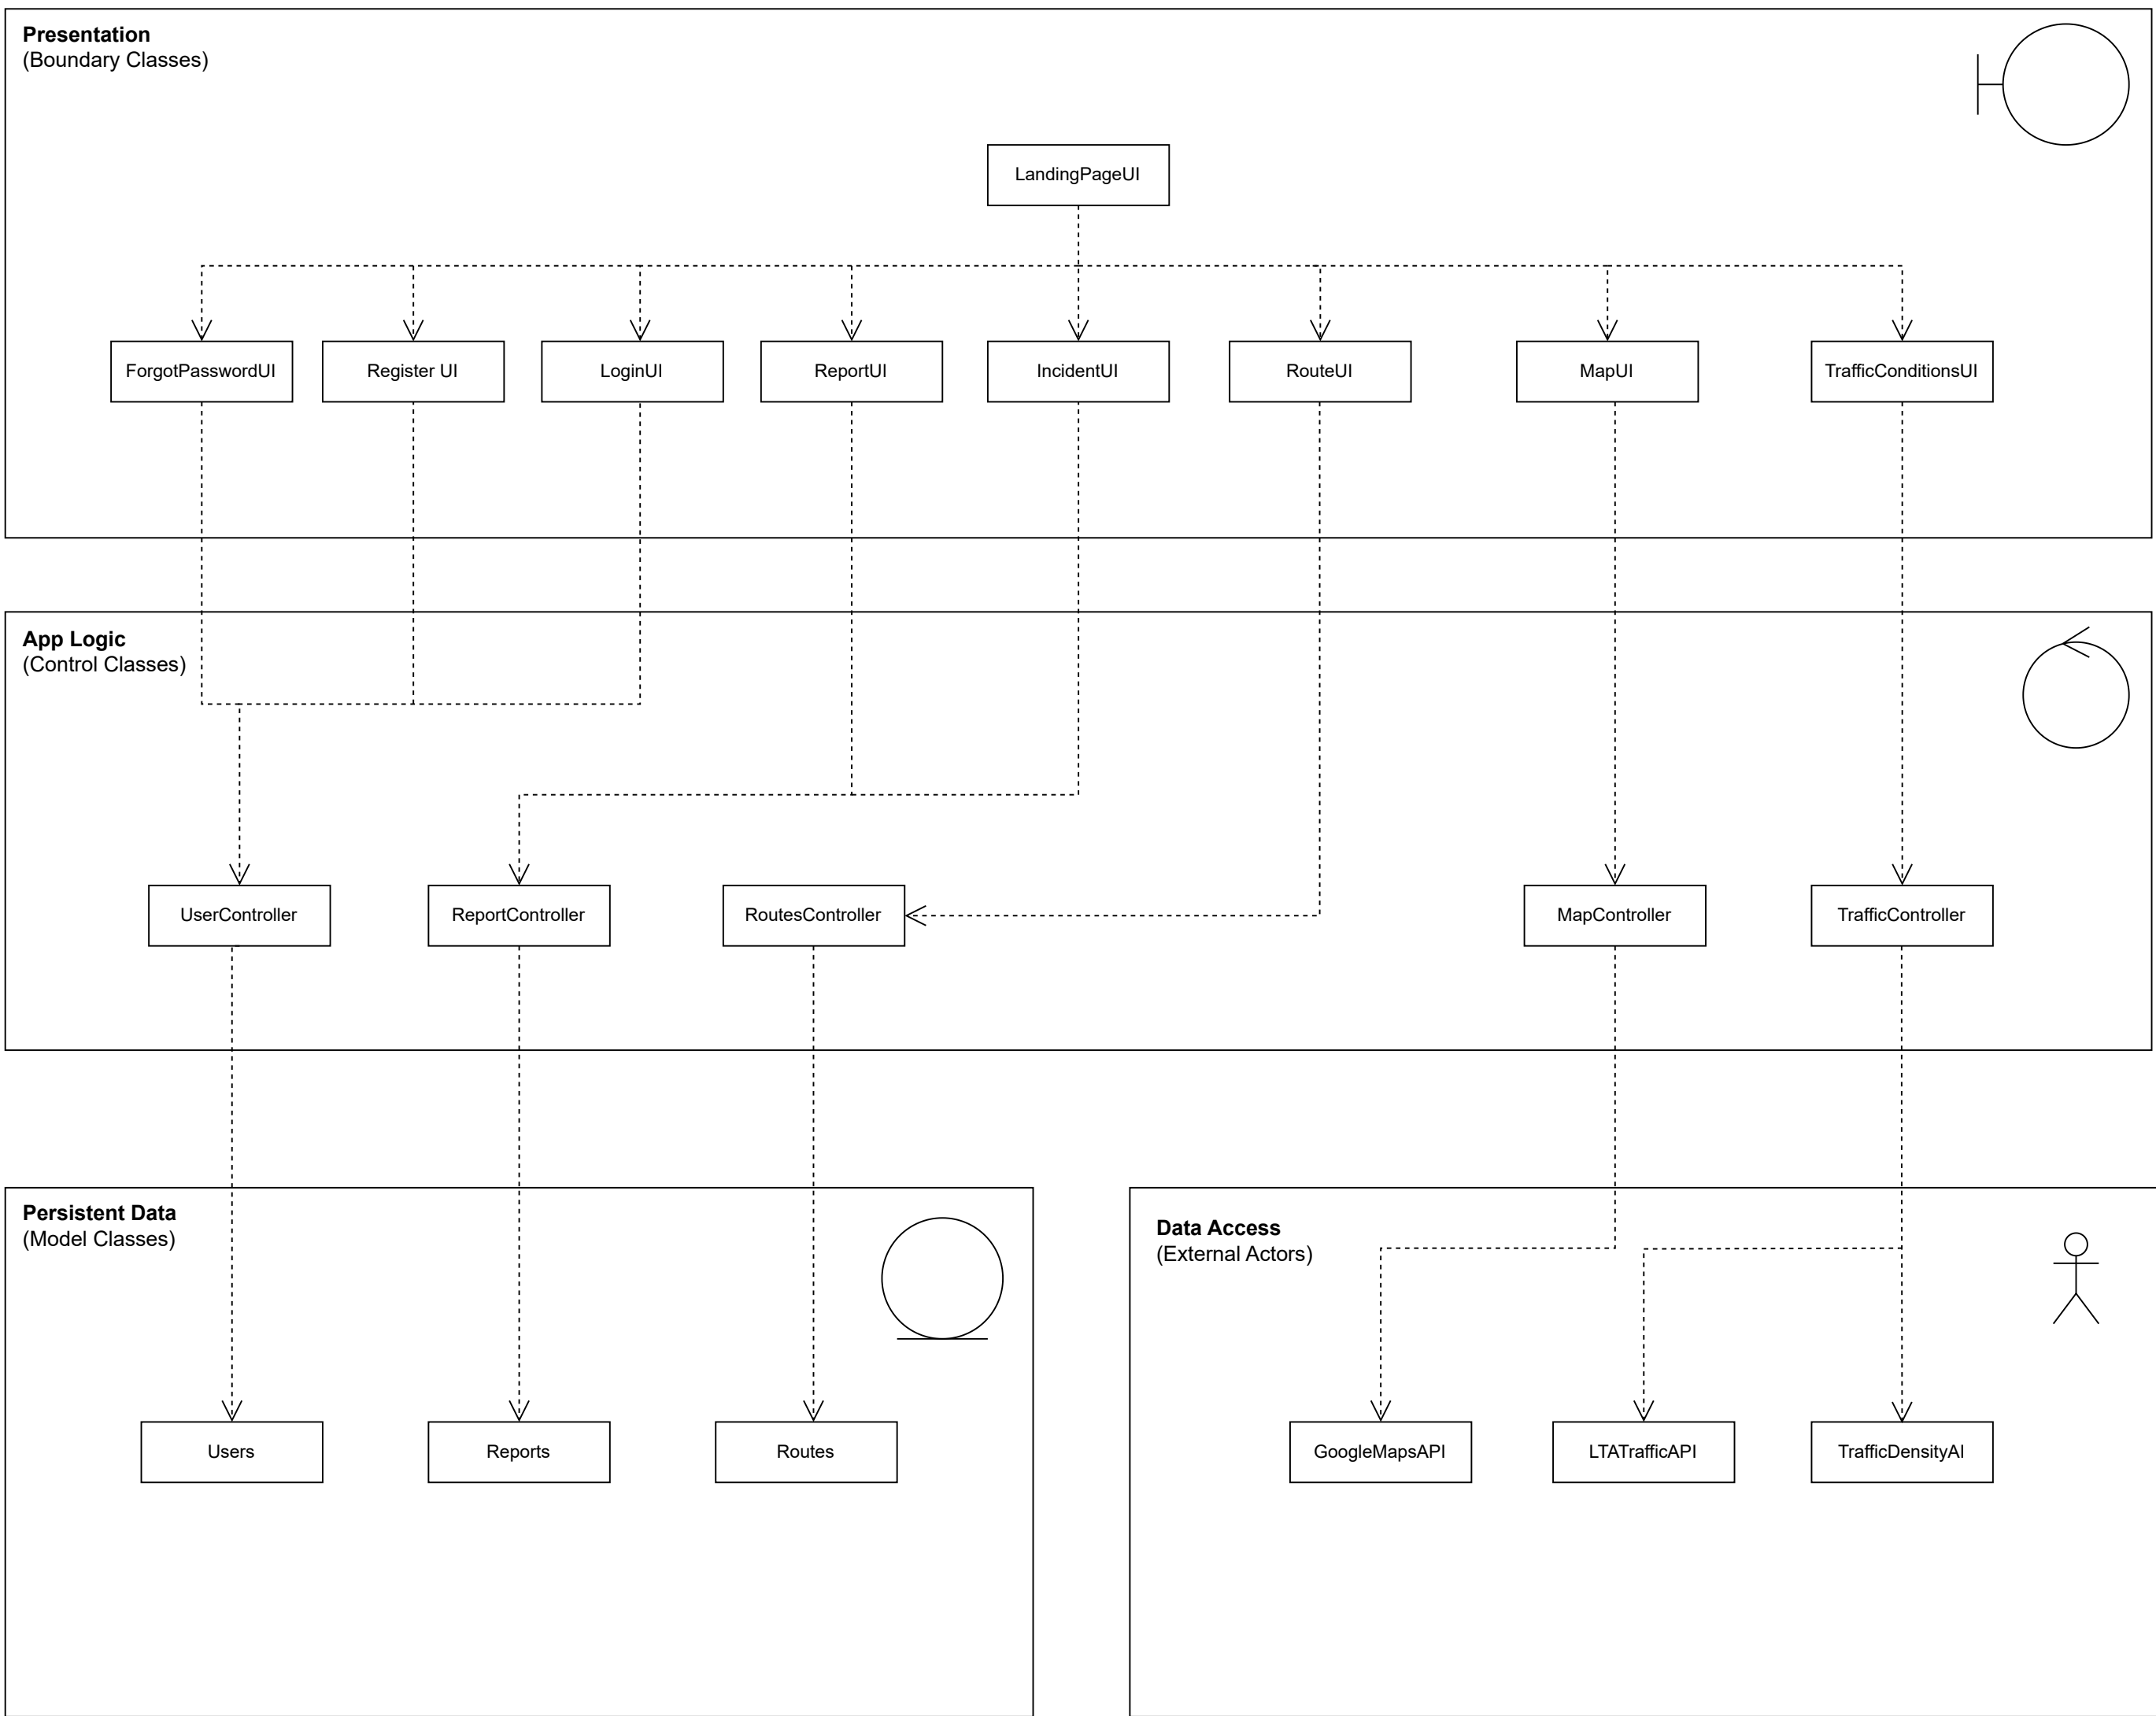 Presentation
(Boundary Classes)
LandingPageUI
ForgotPasswordUI
Register UI
LoginUI
ReportUI
IncidentUI
RouteUI
MapUI
TrafficConditionsUI
App Logic
(Control Classes)
UserController
ReportController
RoutesController
MapController
TrafficController
Persistent Data
(Model Classes)
Data Access
(External Actors)
Users
Reports
Routes
GoogleMapsAPI
LTATrafficAPI
TrafficDensityAI